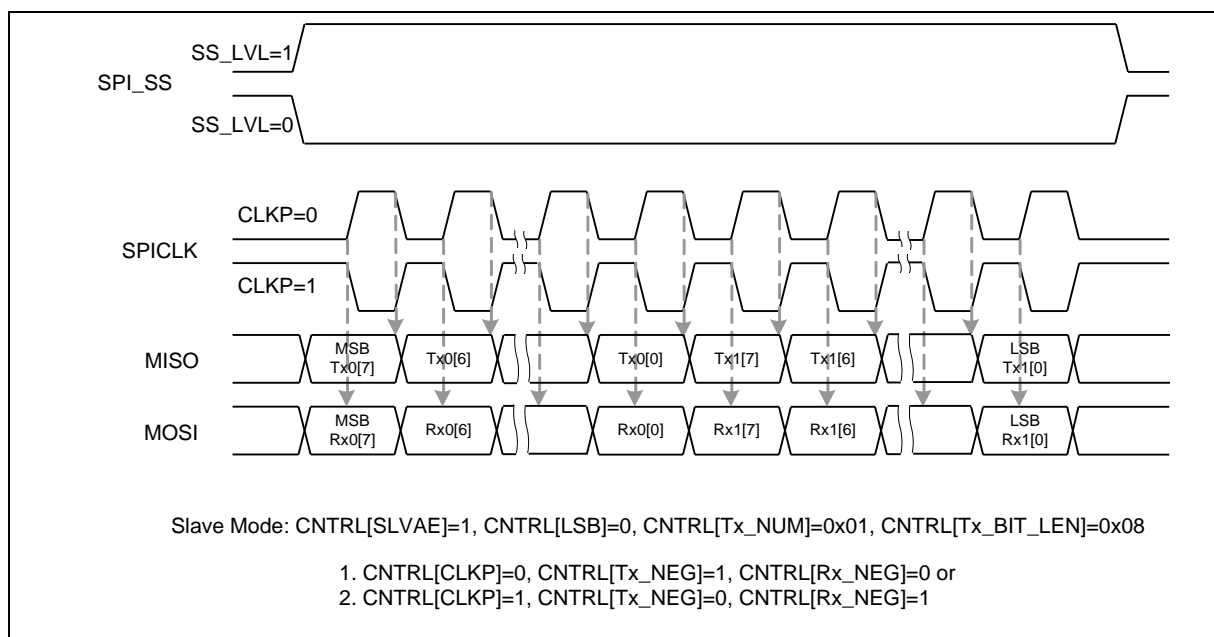 SS_LVL=1
SPI_SS
SS_LVL=0
CLKP=0
SPICLK
CLKP=1
MISO
MSB
Tx0[7]
Tx0[6]
Tx0[0]
Tx1[7]
Tx1[6]
LSB
Tx1[0]
MOSI
MSB
Rx0[7]
Rx0[6]
Rx0[0]
Rx1[7]
Rx1[6]
LSB
Rx1[0]
Slave Mode: CNTRL[SLVAE]=1, CNTRL[LSB]=0, CNTRL[Tx_NUM]=0x01, CNTRL[Tx_BIT_LEN]=0x08
1. CNTRL[CLKP]=0, CNTRL[Tx_NEG]=1, CNTRL[Rx_NEG]=0 or
2. CNTRL[CLKP]=1, CNTRL[Tx_NEG]=0, CNTRL[Rx_NEG]=1